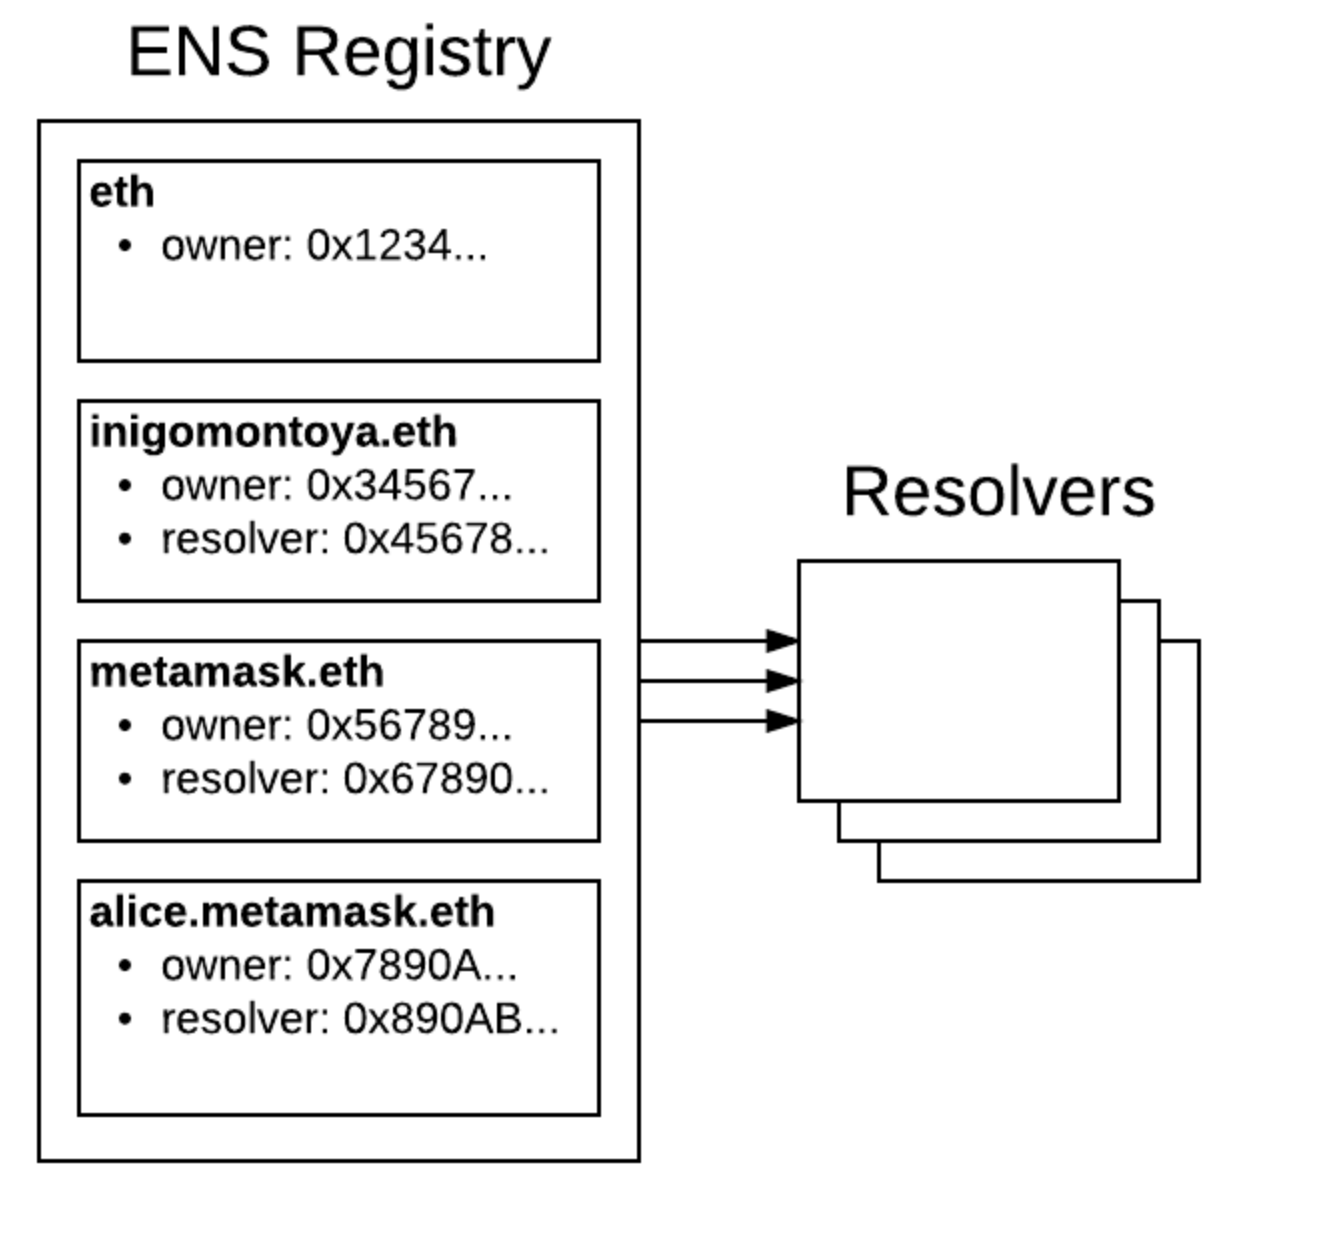 ENS Registry
eth
• owner: 0x1234...
inigomontoya.eth
• owner: 0x34567...
• resolver: 0x45678...
metamask.eth
• owner: 0x56789...
• resolver: 0x67890...
alice.metamask.eth
• owner: 0x7890A...
• resolver: 0x890AB...
Resolvers